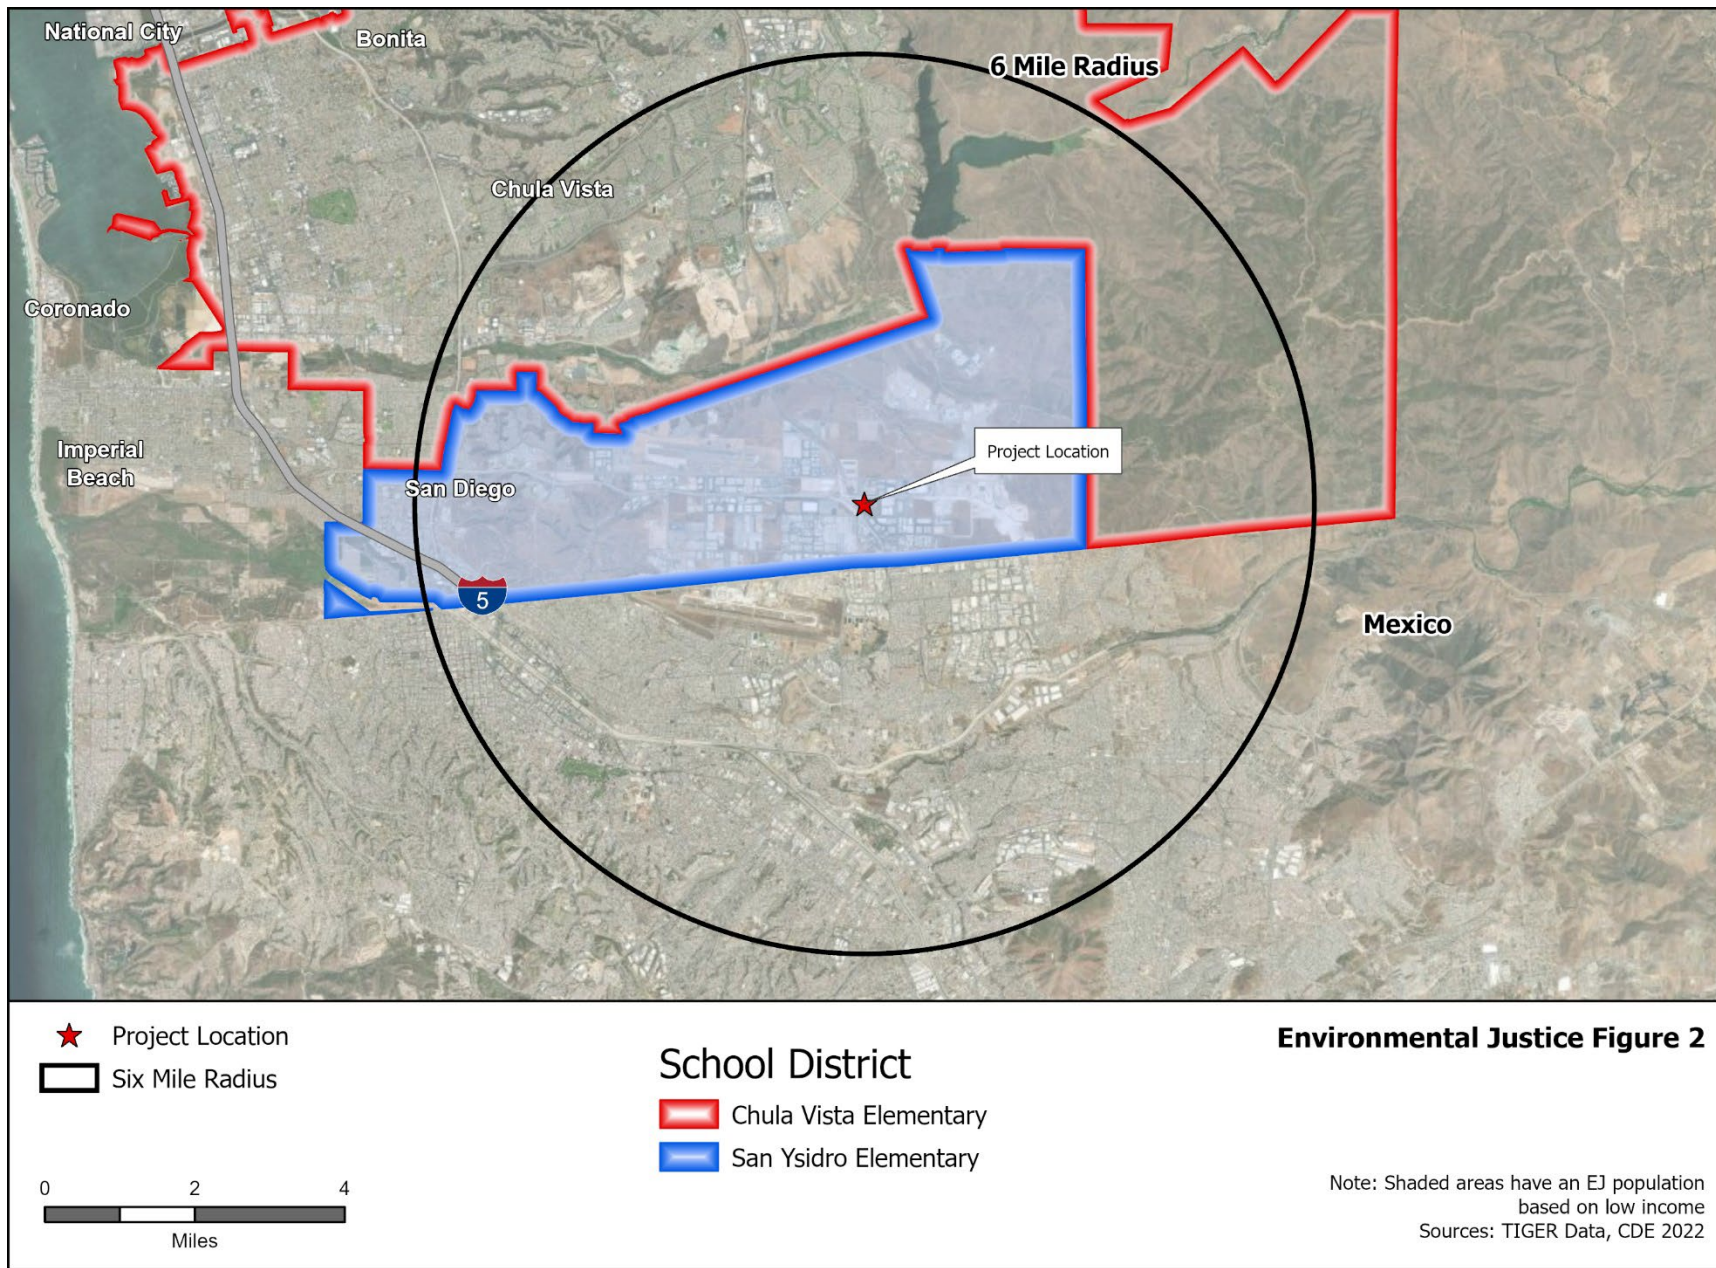 National City
Bonita
6 Mile Radius
Chula Vista
Coronado
Imperial
Beach
Project Location
San Diego
5
Mexico
Project Location
Six Mile Radius
0 2 4
Miles
School District
Chula Vista Elementary
San Ysidro Elementary
Environmental Justice Figure 2
Note: Shaded areas have an EJ population
based on low income
Sources: TIGER Data, CDE 2022